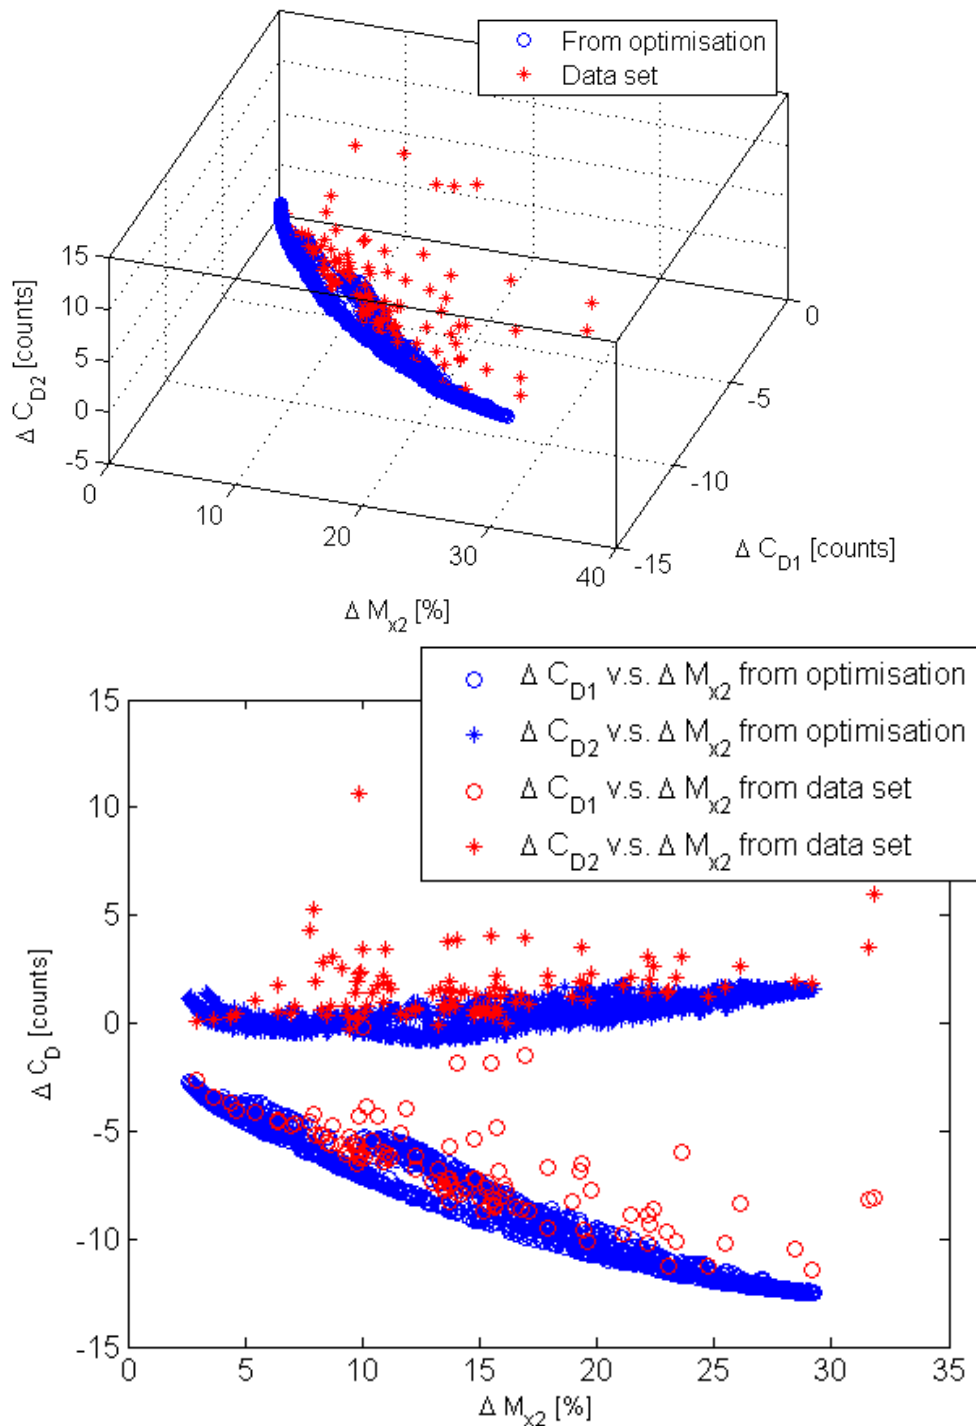 From optimisation
Data set
15
10
5
0
-5
Δ C_D2 [counts]
0
10
20
30
40
Δ M_x2 [%]
0
-5
-10
-15
Δ C_D1 [counts]
Δ C_D1 v.s. Δ M_x2 from optimisation
Δ C_D2 v.s. Δ M_x2 from optimisation
Δ C_D1 v.s. Δ M_x2 from data set
Δ C_D2 v.s. Δ M_x2 from data set
15
10
5
0
-5
-10
-15
Δ C_D [counts]
0 5 10 15 20 25 30 35
Δ M_x2 [%]